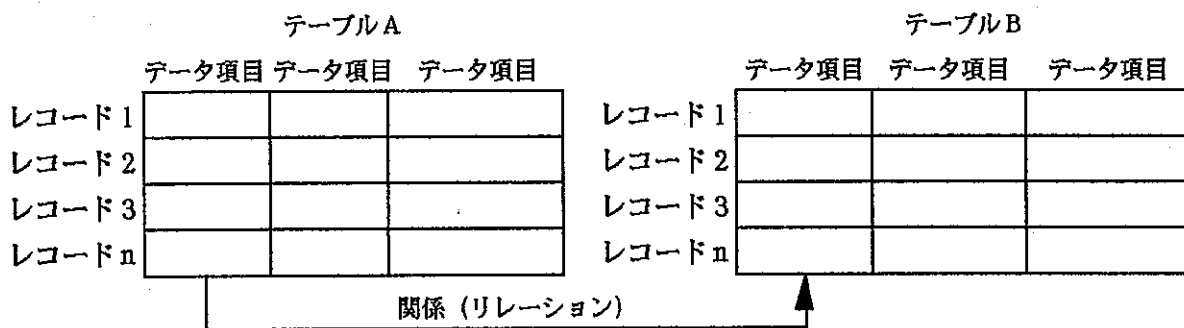 テーブルA
テーブルB
データ項目 データ項目 データ項目
データ項目 データ項目 データ項目
レコード1
レコード1
レコード2
レコード2
レコード3
レコード3
レコードn
レコードn
関係（リレーション）